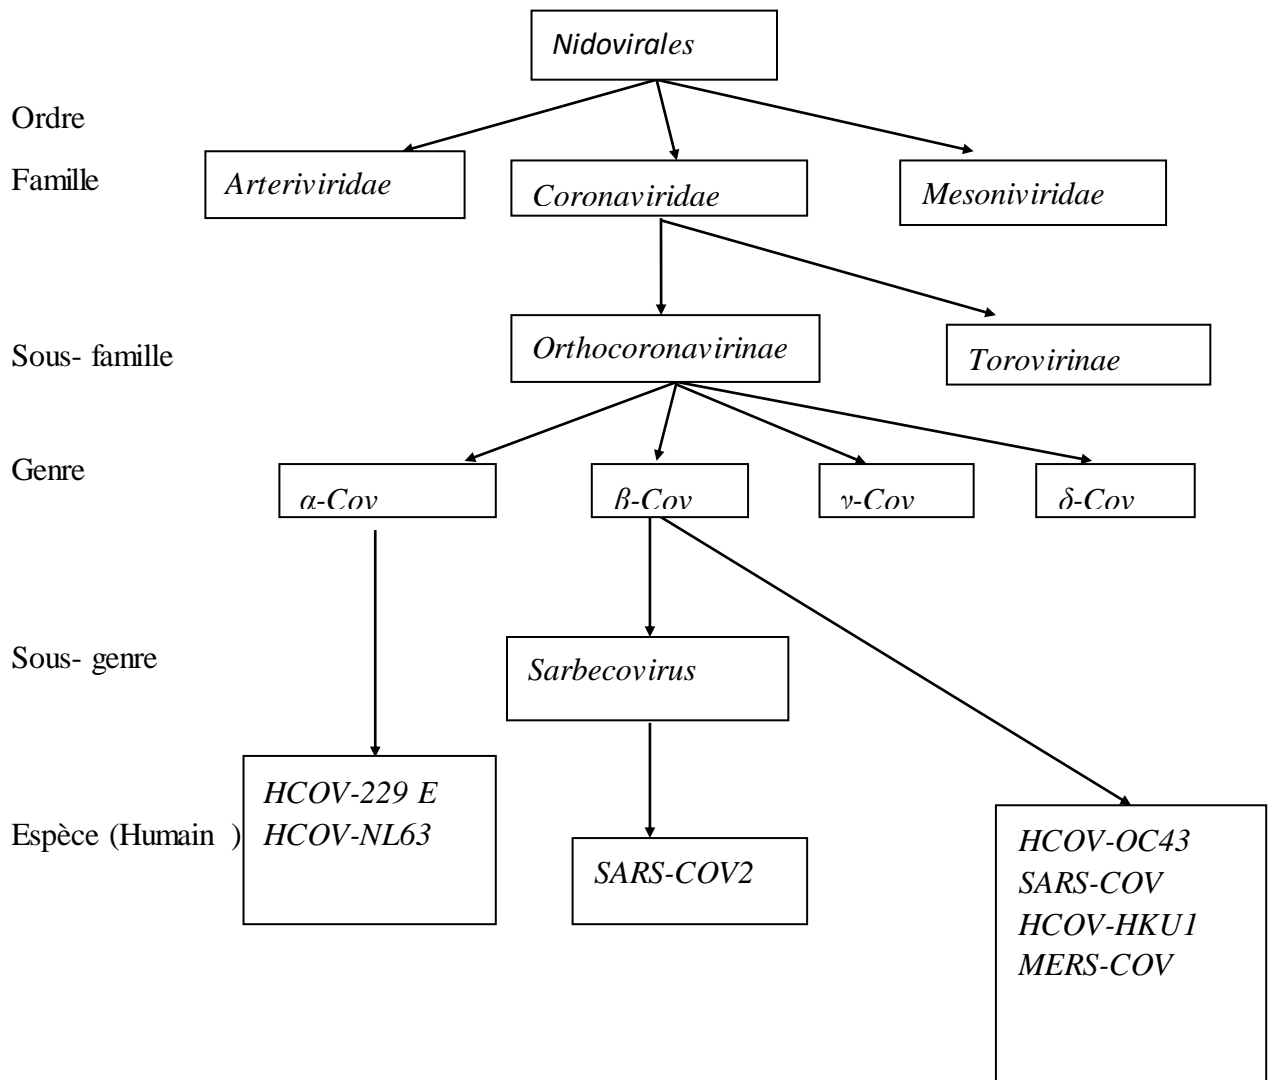 Nidovirales
Ordre
Famille
Arteriviridae
Coronaviridae
Mesoniviridae
Sous- famille
Orthocoronavirinae
Torovirinae
Genre
α-Cov
β-Cov
γ-Cov
δ-Cov
Sous- genre
Sarbecovirus
Espèce (Humain )
HCOV-229 E
HCOV-NL63
SARS-COV2
HCOV-OC43
SARS-COV
HCOV-HKU1
MERS-COV